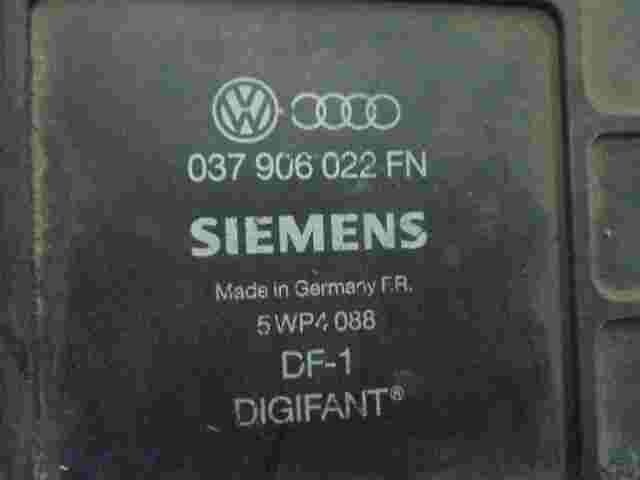 037 906 022 FN
SIEMENS
Made in Germany F.R.
5WP4 088
DF-1
DIGIFANT®